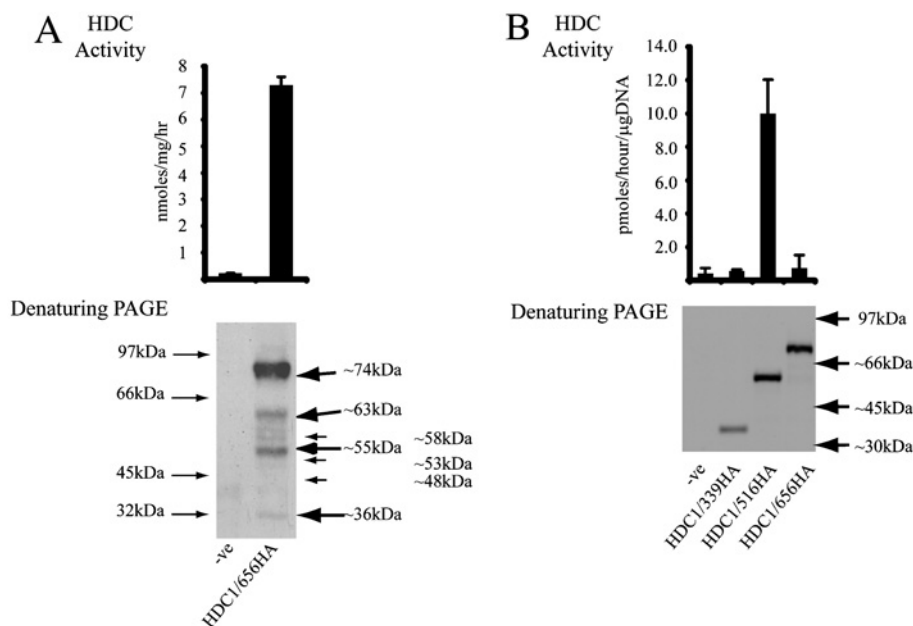 A
HDC
Activity
8
7
6
5
4
3
2
1
nmoles/mg/hr
Denaturing PAGE
97kDa
66kDa
45kDa
32kDa
~74kDa
~63kDa
~58kDa
~55kDa
~53kDa
~48kDa
~36kDa
-ve
HDC1/656HA
B
HDC
Activity
14.0
12.0
10.0
8.0
6.0
4.0
2.0
pmoles/hour/µgDNA
Denaturing PAGE
97kDa
~66kDa
~45kDa
~30kDa
-ve
HDC1/339HA
HDC1/516HA
HDC1/656HA